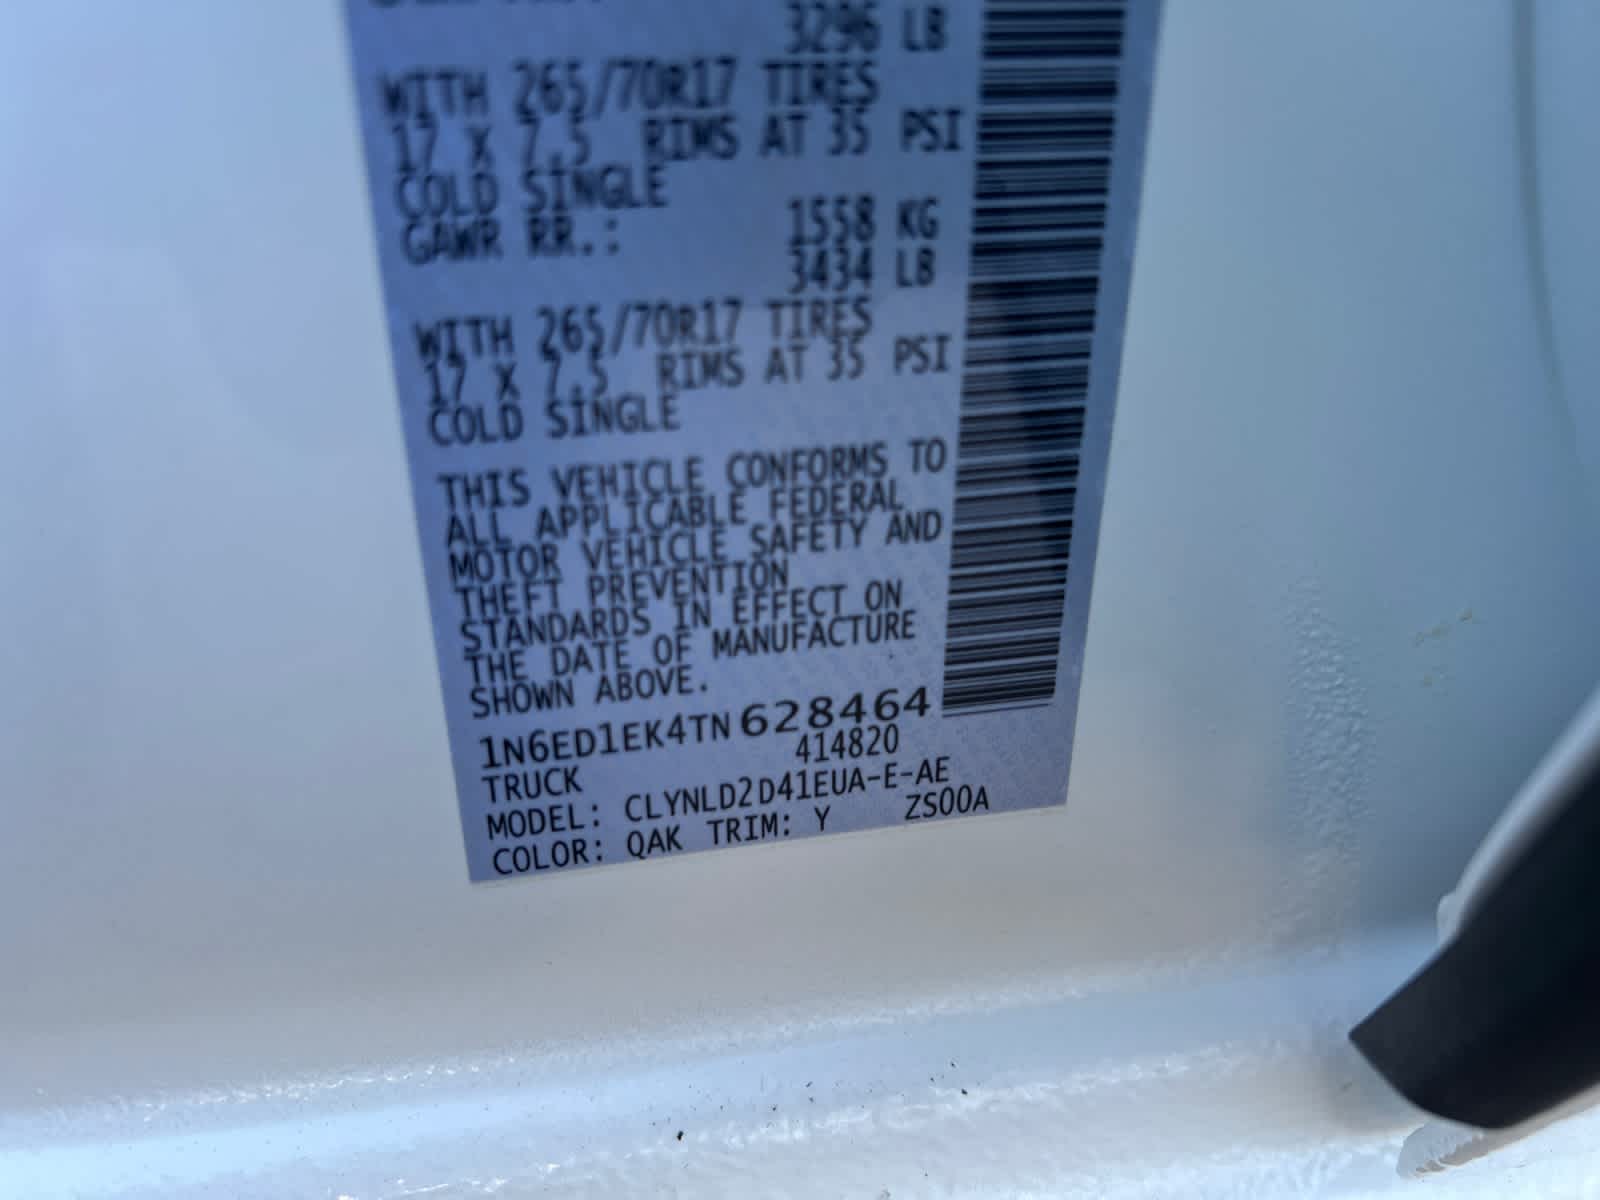 3296 LB
WITH 265/70R17 TIRES
17 X 7.5 RIMS AT 35 PSI
COLD SINGLE
GAWR RR.: 1558 KG
3434 LB
WITH 265/70R17 TIRES
17 X 7.5 RIMS AT 35 PSI
COLD SINGLE
THIS VEHICLE CONFORMS TO
ALL APPLICABLE FEDERAL
MOTOR VEHICLE SAFETY AND
THEFT PREVENTION
STANDARDS IN EFFECT ON
THE DATE OF MANUFACTURE
SHOWN ABOVE.
1N6ED1EK4TN628464
414820
TRUCK
MODEL: CLYNLD2D41EUA-E-AE
COLOR: QAK TRIM: Y ZS00A